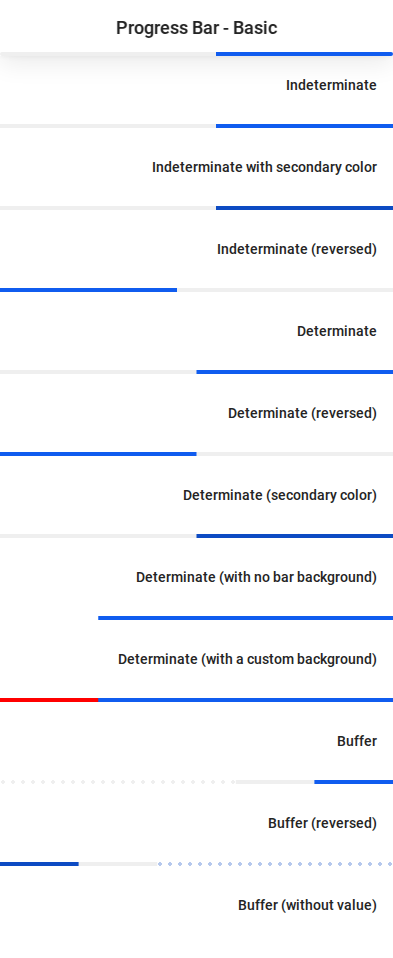 Progress Bar - Basic
Indeterminate
Indeterminate with secondary color
Indeterminate (reversed)
Determinate
Determinate (reversed)
Determinate (secondary color)
Determinate (with no bar background)
Determinate (with a custom background)
Buffer
Buffer (reversed)
Buffer (without value)